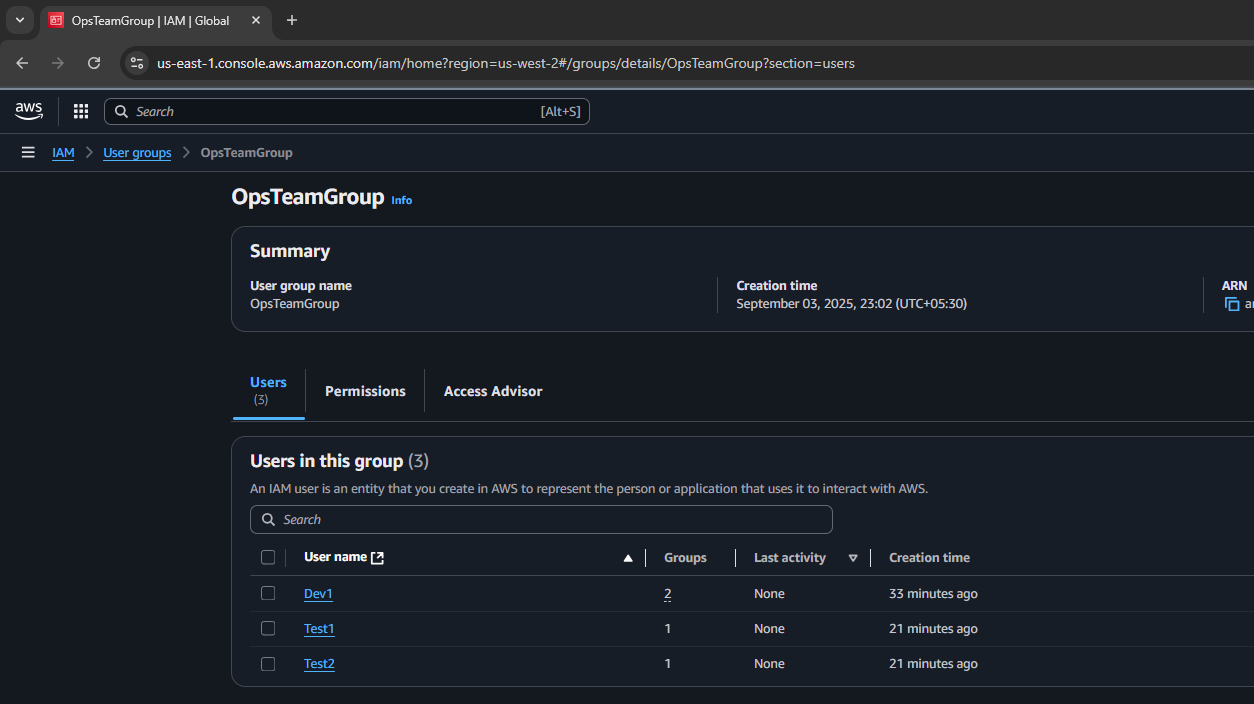 OpsTeamGroup | IAM | Global
us-east-1.console.aws.amazon.com/iam/home?region=us-west-2#/groups/details/OpsTeamGroup?section=users
aws
Search [Alt+S]
IAM > User groups > OpsTeamGroup
OpsTeamGroup Info
Summary
User group name
OpsTeamGroup
Creation time
September 03, 2025, 23:02 (UTC+05:30)
ARN
Users
(3)
Permissions
Access Advisor
Users in this group (3)
An IAM user is an entity that you create in AWS to represent the person or application that uses it to interact with AWS.
Search
User name Groups Last activity Creation time
Dev1 2 None 33 minutes ago
Test1 1 None 21 minutes ago
Test2 1 None 21 minutes ago